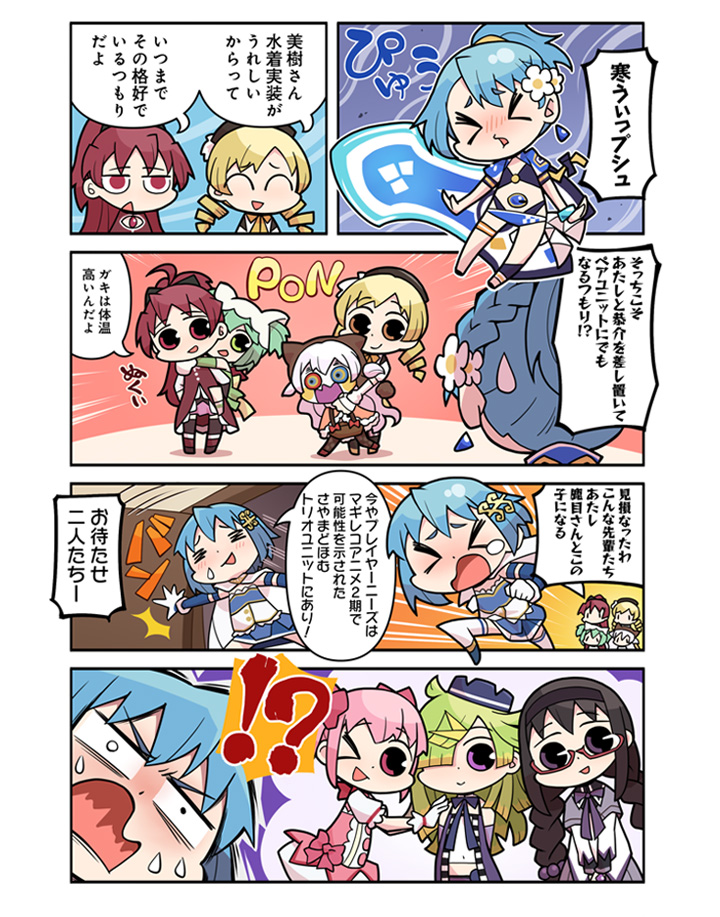 寒ういっプシュ
ぴゅう
美樹さん
水着実装が
うれしい
からって
いつまで
その格好で
いるつもり
だよ
そっちこそ
あたしと恭介を差し置いて
ペアユニットにでも
なるつもり!?
PON
ガキは体温
高いんだよ
ぬくい
見損なったわ
こんな先輩たち
あたし
鹿目さんとこの
子になる
今やプレイヤーニーズは
マギレコアニメ2期で
可能性を示された
さやまどほむ
トリオユニットにあり!
お待たせ
二人たちー
!?